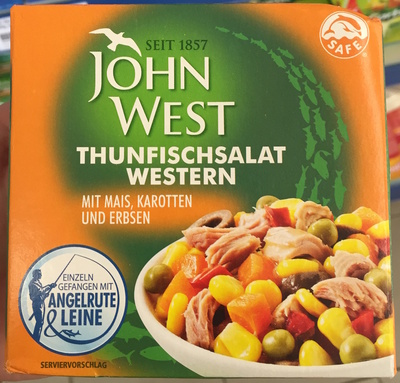 SEIT 1857
JOHN
WEST
THUNFISCHSALAT
WESTERN
MIT MAIS, KAROTTEN
UND ERBSEN
SAFE
EINZELN
GEFANGEN MIT
ANGELRUTE
& LEINE
SERVIERVORSCHLAG